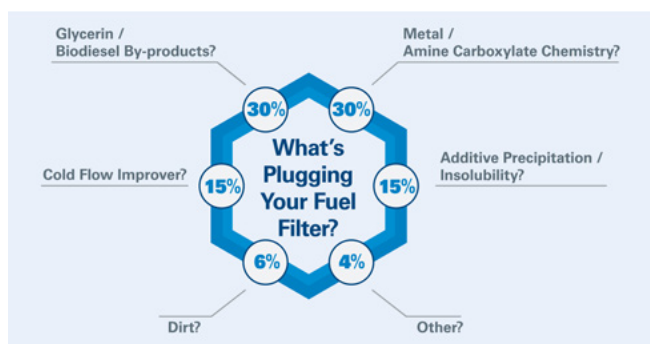 Glycerin /
Biodiesel By-products?
Metal /
Amine Carboxylate Chemistry?
30%
30%
What's
Plugging
Your Fuel
Filter?
Cold Flow Improver?
15%
15%
Additive Precipitation /
Insolubility?
6%
4%
Dirt?
Other?